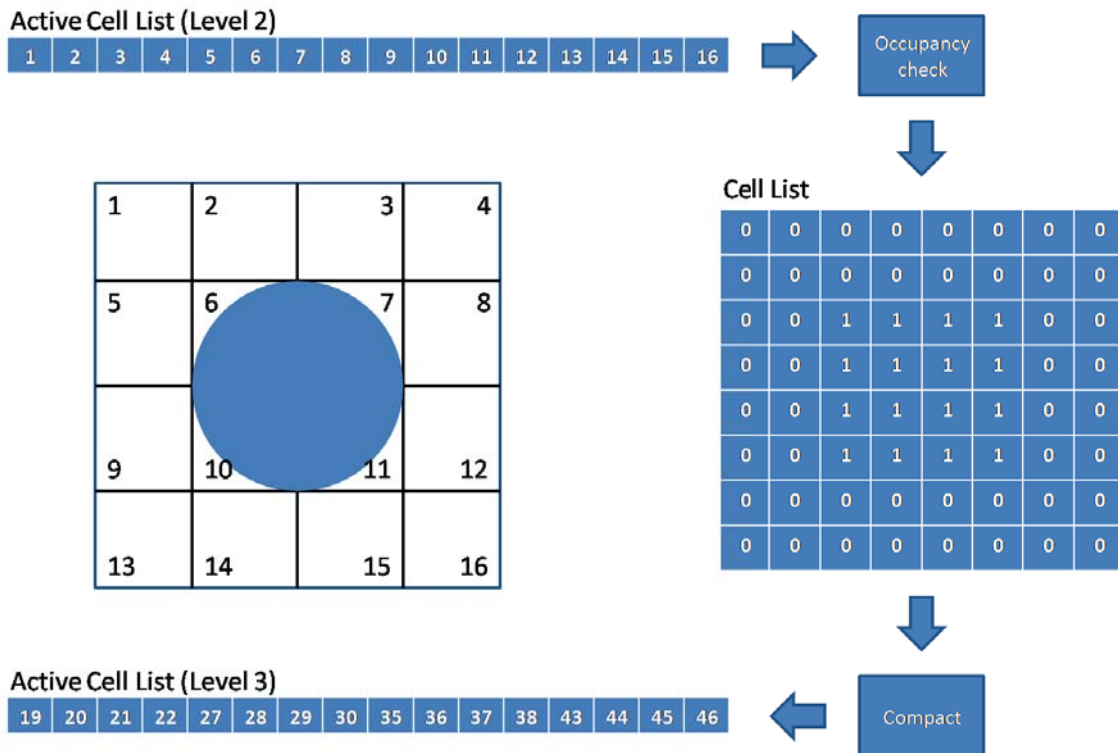 Active Cell List (Level 2)
1 2 3 4 5 6 7 8 9 10 11 12 13 14 15 16
Occupancy
check
1 2 3 4
5 6 7 8
9 10 11 12
13 14 15 16
Cell List
0 0 0 0 0 0 0 0
0 0 0 0 0 0 0 0
0 0 1 1 1 1 0 0
0 0 1 1 1 1 0 0
0 0 1 1 1 1 0 0
0 0 1 1 1 1 0 0
0 0 0 0 0 0 0 0
0 0 0 0 0 0 0 0
Active Cell List (Level 3)
19 20 21 22 27 28 29 30 35 36 37 38 43 44 45 46
Compact